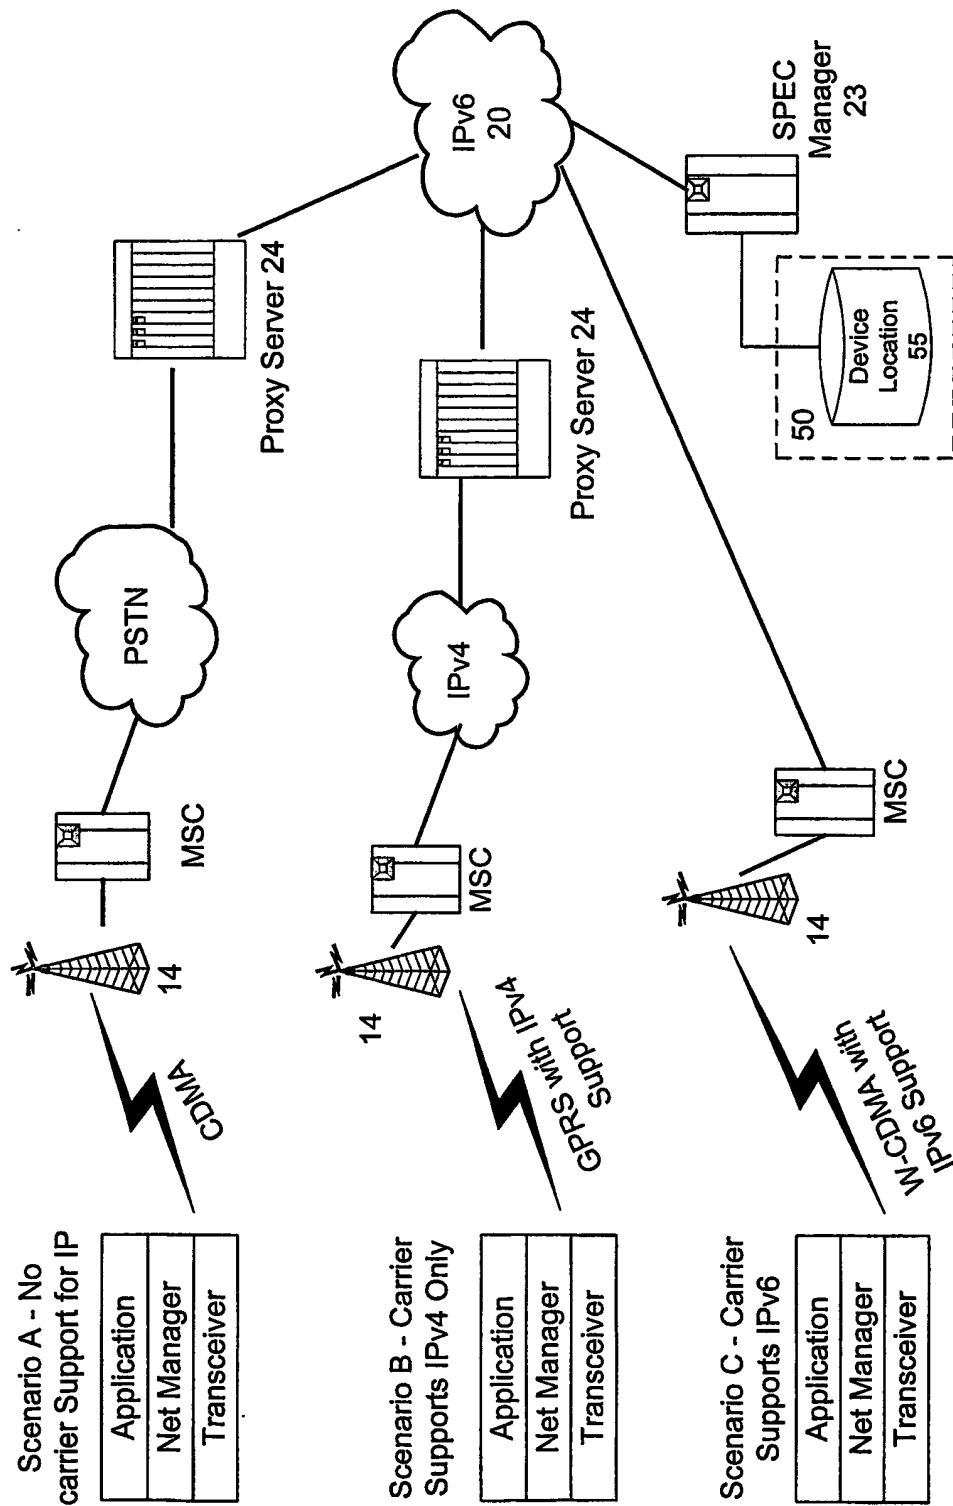 Scenario A - No
carrier Support for IP
Application
Net Manager
Transceiver
CDMA
14
MSC
PSTN
Proxy Server 24
Scenario B - Carrier
Supports IPv4 Only
Application
Net Manager
Transceiver
GPRS with IPv4
Support
14
MSC
IPv4
Proxy Server 24
IPv6
20
Scenario C - Carrier
Supports IPv6
Application
Net Manager
Transceiver
W-CDMA with
IPv6 Support
14
MSC
SPEC
Manager
23
50
Device
Location
55